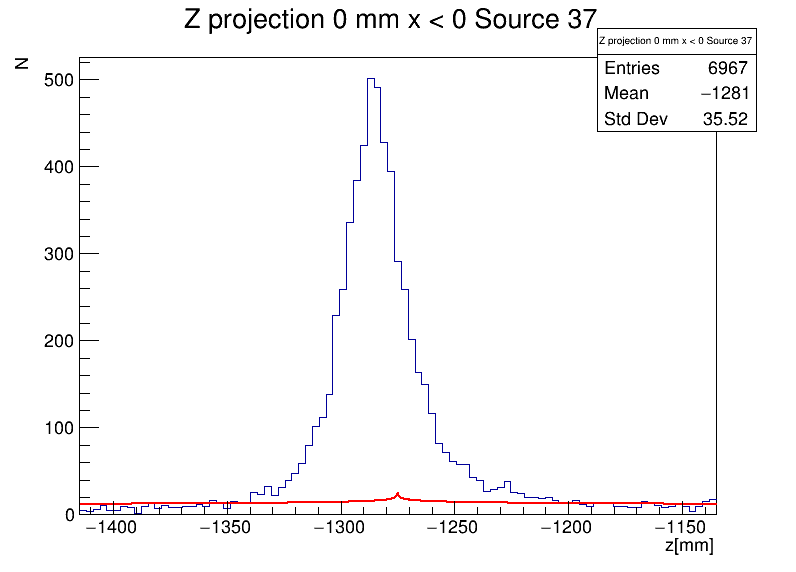 Z projection 0 mm x < 0 Source 37
Z projection 0 mm x < 0 Source 37
Entries 6967
Mean −1281
Std Dev 35.52
N
500
400
300
200
100
0
−1400 −1350 −1300 −1250 −1200 −1150
z[mm]